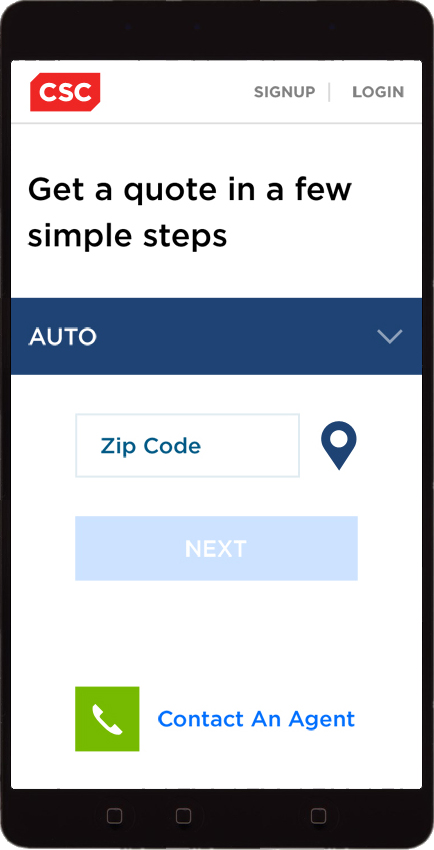 CSC
SIGNUP | LOGIN
Get a quote in a few
simple steps
AUTO
Zip Code
NEXT
Contact An Agent